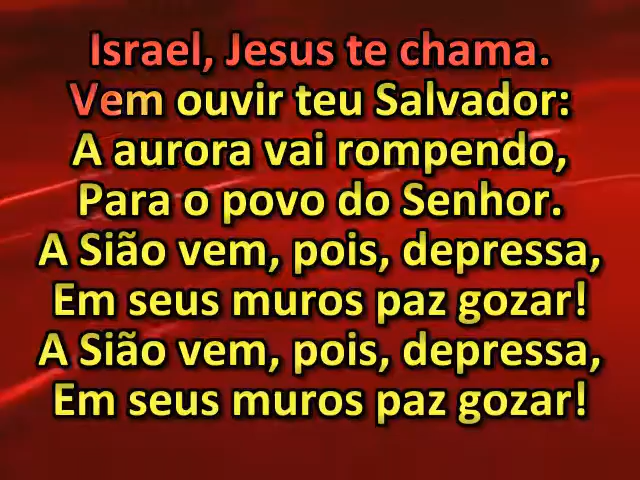 Israel, Jesus te chama.
Vem ouvir teu Salvador:
A aurora vai rompendo,
Para o povo do Senhor.
A Sião vem, pois, depressa,
Em seus muros paz gozar!
A Sião vem, pois, depressa,
Em seus muros paz gozar!